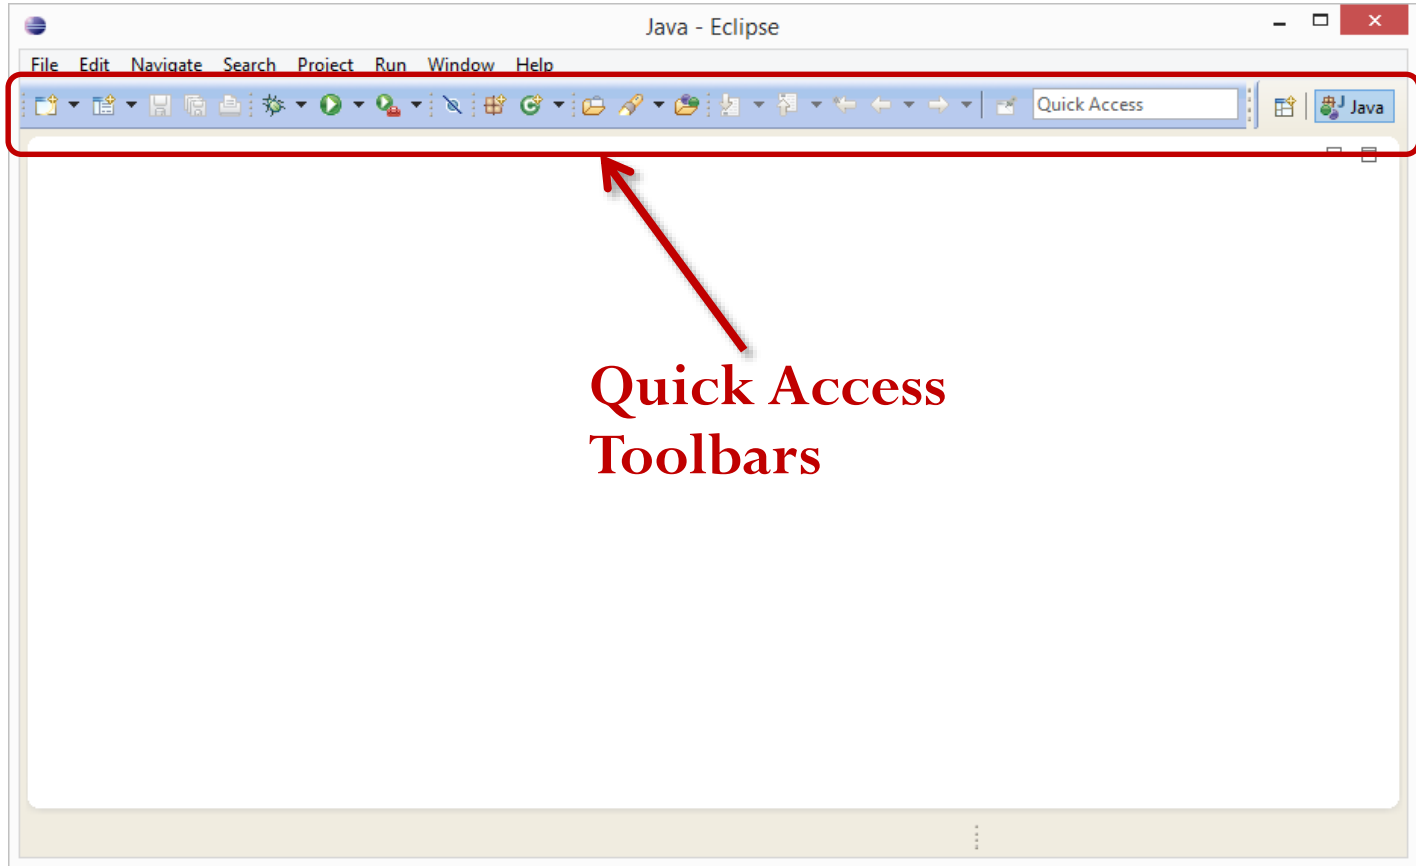 Java - Eclipse
File Edit Navigate Search Project Run Window Help
Quick Access
Java
Quick Access
Toolbars